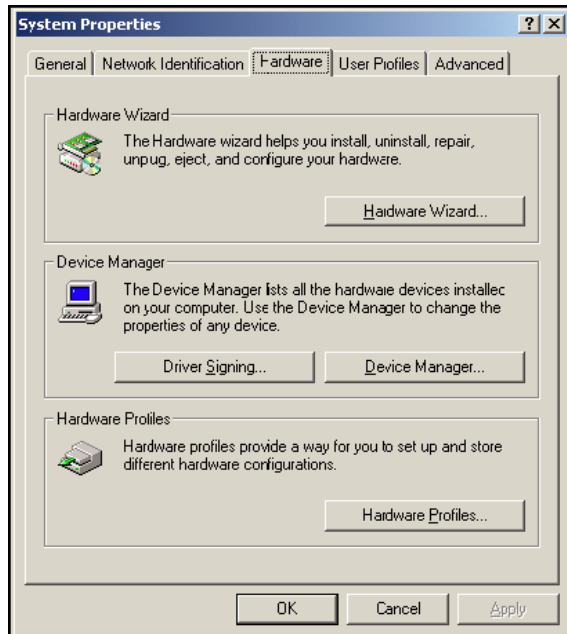 System Properties
General
Network Identification
Hardware
User Profiles
Advanced
Hardware Wizard
The Hardware wizard helps you install, uninstall, repair,
unpug, eject, and configure your hardware.
Hardware Wizard...
Device Manager
The Device Manager lists all the hardware devices installec
on your computer. Use the Device Manager to change the
properties of any device.
Driver Signing...
Device Manager...
Hardware Profiles
Hardware profiles provide a way for you to set up and store
different hardware configurations.
Hardware Profiles...
OK
Cancel
Apply